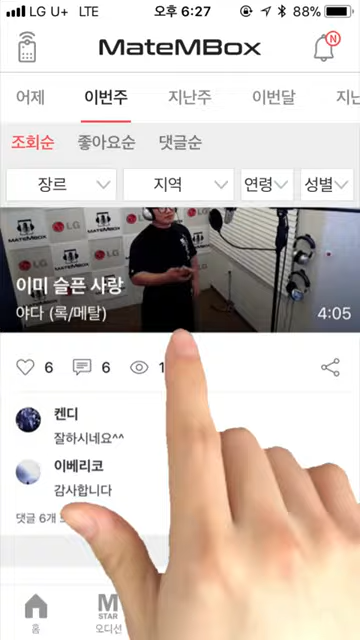 LG U+ LTE 오후 6:27 88%
MateMBox
N
어제 이번주 지난주 이번달
조회순 좋아요순 댓글순
장르 지역 연령 성별
LG
MATEMBOX
이미 슬픈 사랑
야다 (록/메탈)
4:05
6 6 1
켄디
잘하시네요^^
이베리코
감사합니다
댓글 6개
홈
M
STAR
오디션